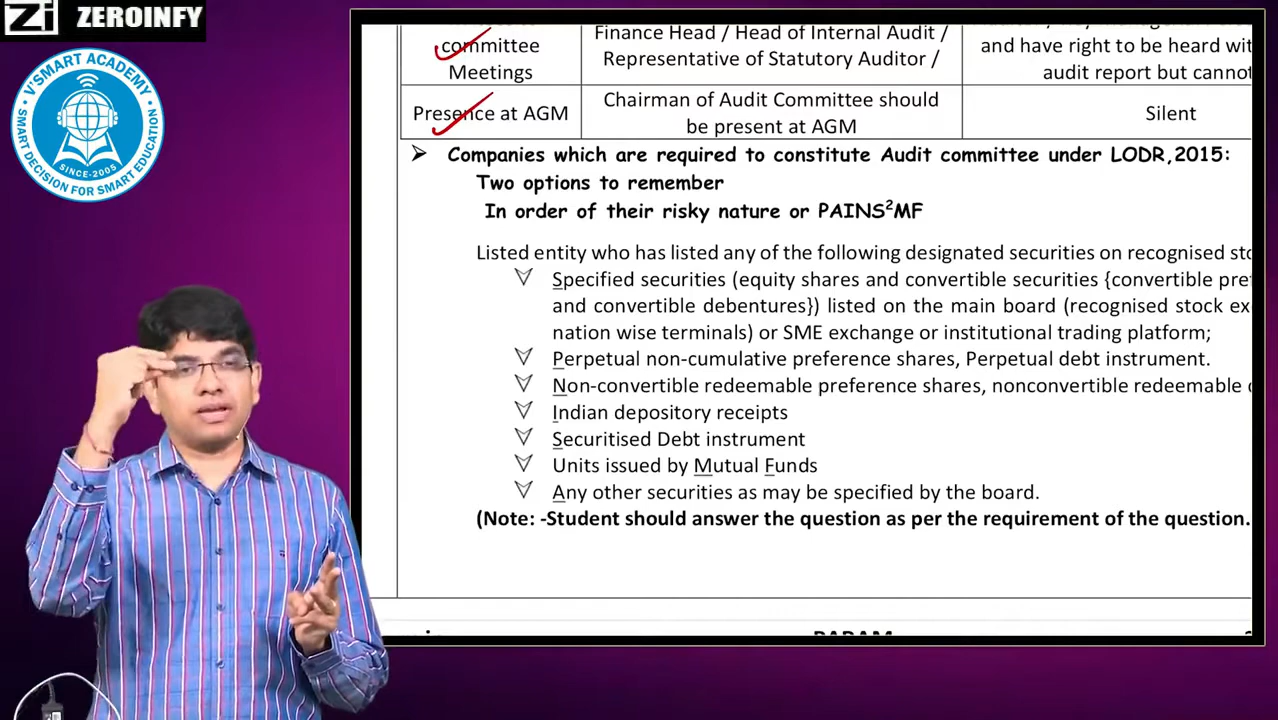 Zi ZEROINFY
V'SMART ACADEMY
SINCE-2005
SMART DECISION FOR SMART EDUCATION
committee
Meetings
Finance Head / Head of Internal Audit /
Representative of Statutory Auditor /
and have right to be heard wit
audit report but cannot
Presence at AGM
Chairman of Audit Committee should
be present at AGM
Silent
➢ Companies which are required to constitute Audit committee under LODR,2015:
Two options to remember
In order of their risky nature or PAINS²MF
Listed entity who has listed any of the following designated securities on recognised sto
Specified securities (equity shares and convertible securities {convertible pre
and convertible debentures}) listed on the main board (recognised stock ex
nation wise terminals) or SME exchange or institutional trading platform;
Perpetual non-cumulative preference shares, Perpetual debt instrument.
Non-convertible redeemable preference shares, nonconvertible redeemable
Indian depository receipts
Securitised Debt instrument
Units issued by Mutual Funds
Any other securities as may be specified by the board.
(Note: -Student should answer the question as per the requirement of the question.